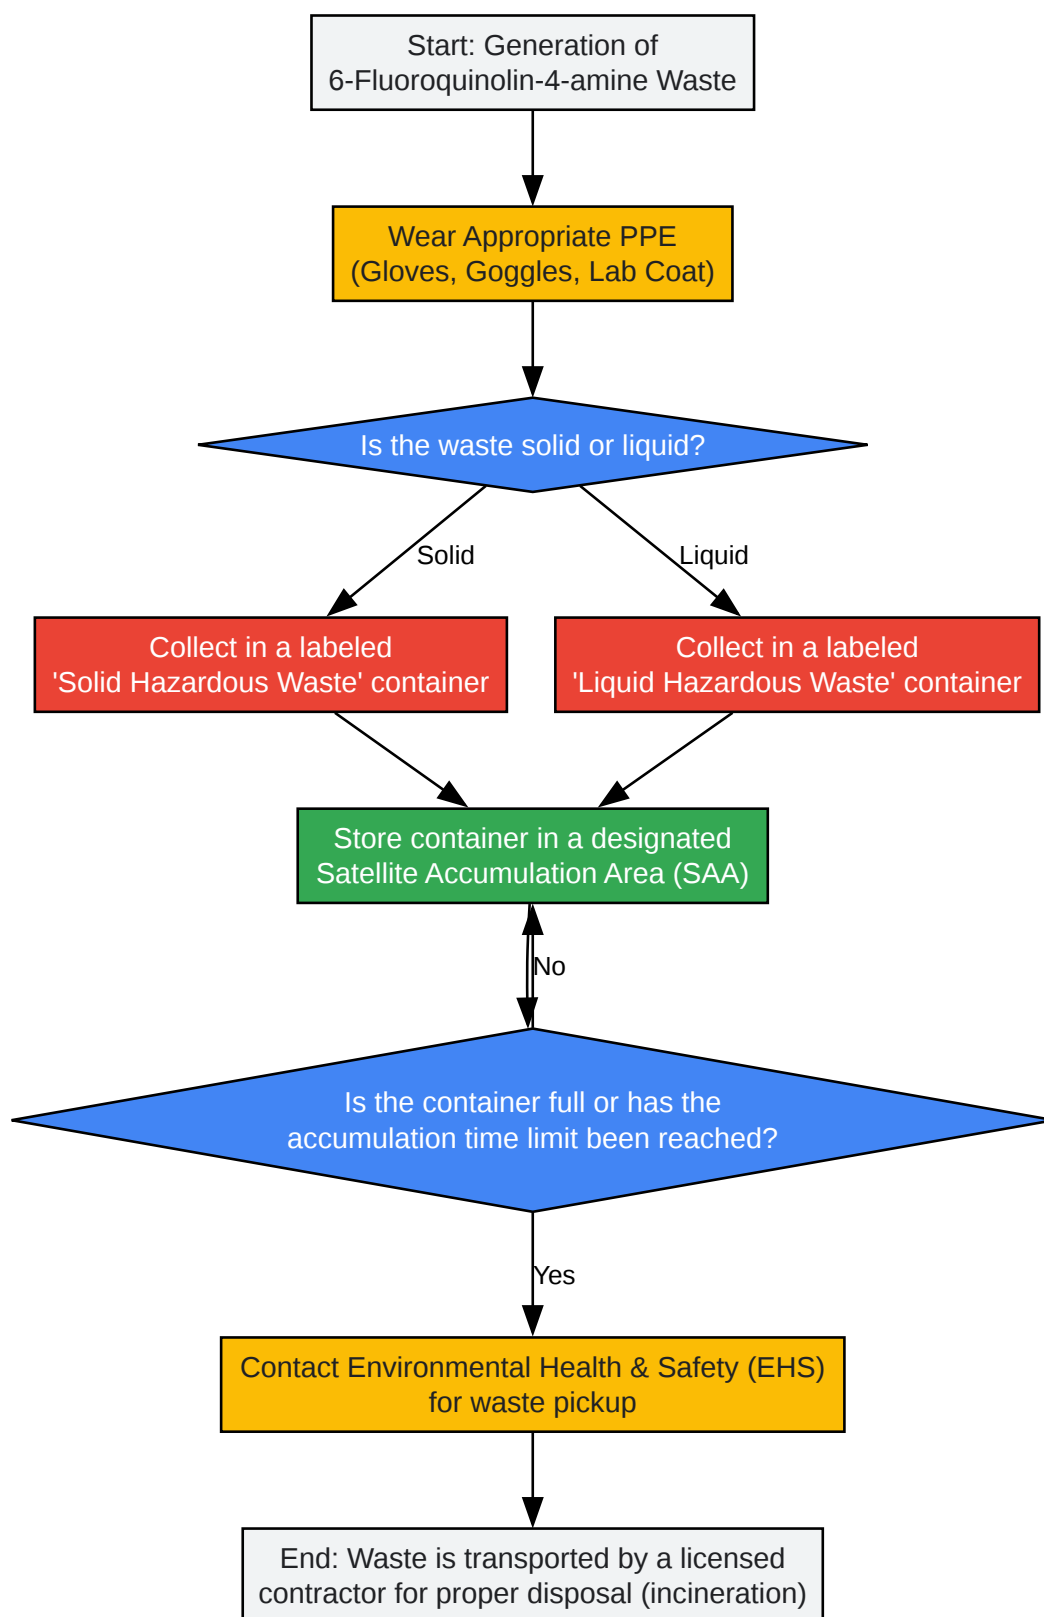 Start: Generation of
6-Fluoroquinolin-4-amine Waste
Wear Appropriate PPE
(Gloves, Goggles, Lab Coat)
Is the waste solid or liquid?
Solid
Liquid
Collect in a labeled
'Solid Hazardous Waste' container
Collect in a labeled
'Liquid Hazardous Waste' container
Store container in a designated
Satellite Accumulation Area (SAA)
No
Is the container full or has the
accumulation time limit been reached?
Yes
Contact Environmental Health & Safety (EHS)
for waste pickup
End: Waste is transported by a licensed
contractor for proper disposal (incineration)